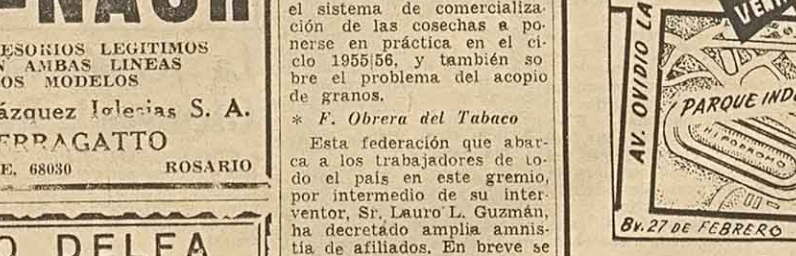 ESORIOS LEGITIMOS
N AMBAS LINEAS
OS MODELOS
ázquez Iglesias S. A.
ERRAGATTO
E. 68030 ROSARIO
O DELFA
el sistema de comercializa-
ción de las cosechas a po-
nerse en práctica en el ci-
clo 1955|56, y también so
bre el problema del acopio
de granos.
* F. Obrera del Tabaco
Esta federación que abar-
ca a los trabajadores de to-
do el país en este gremio,
por intermedio de su inter-
ventor, Sr. Lauro L. Guzmán,
ha decretado amplia amnis-
tia de afiliados. En breve se
AV. OVIDIO LA
PARQUE IND
HIPODROMO
Bv. 27 DE FEBRERO